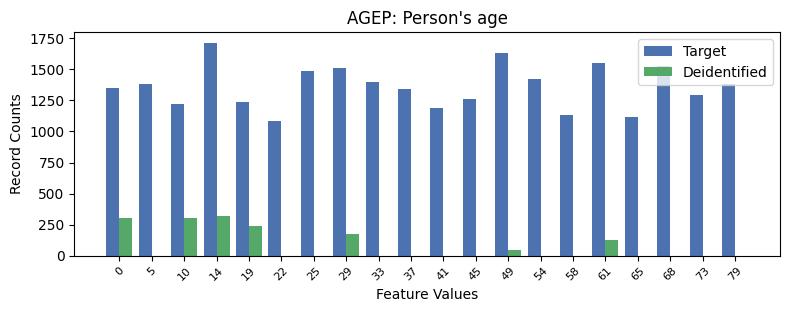 AGEP: Person's age
Record Counts
1750
1500
1250
1000
750
500
250
0
Target
Deidentified
0 5 10 14 19 22 25 29 33 37 41 45 49 54 58 61 65 68 73 79
Feature Values